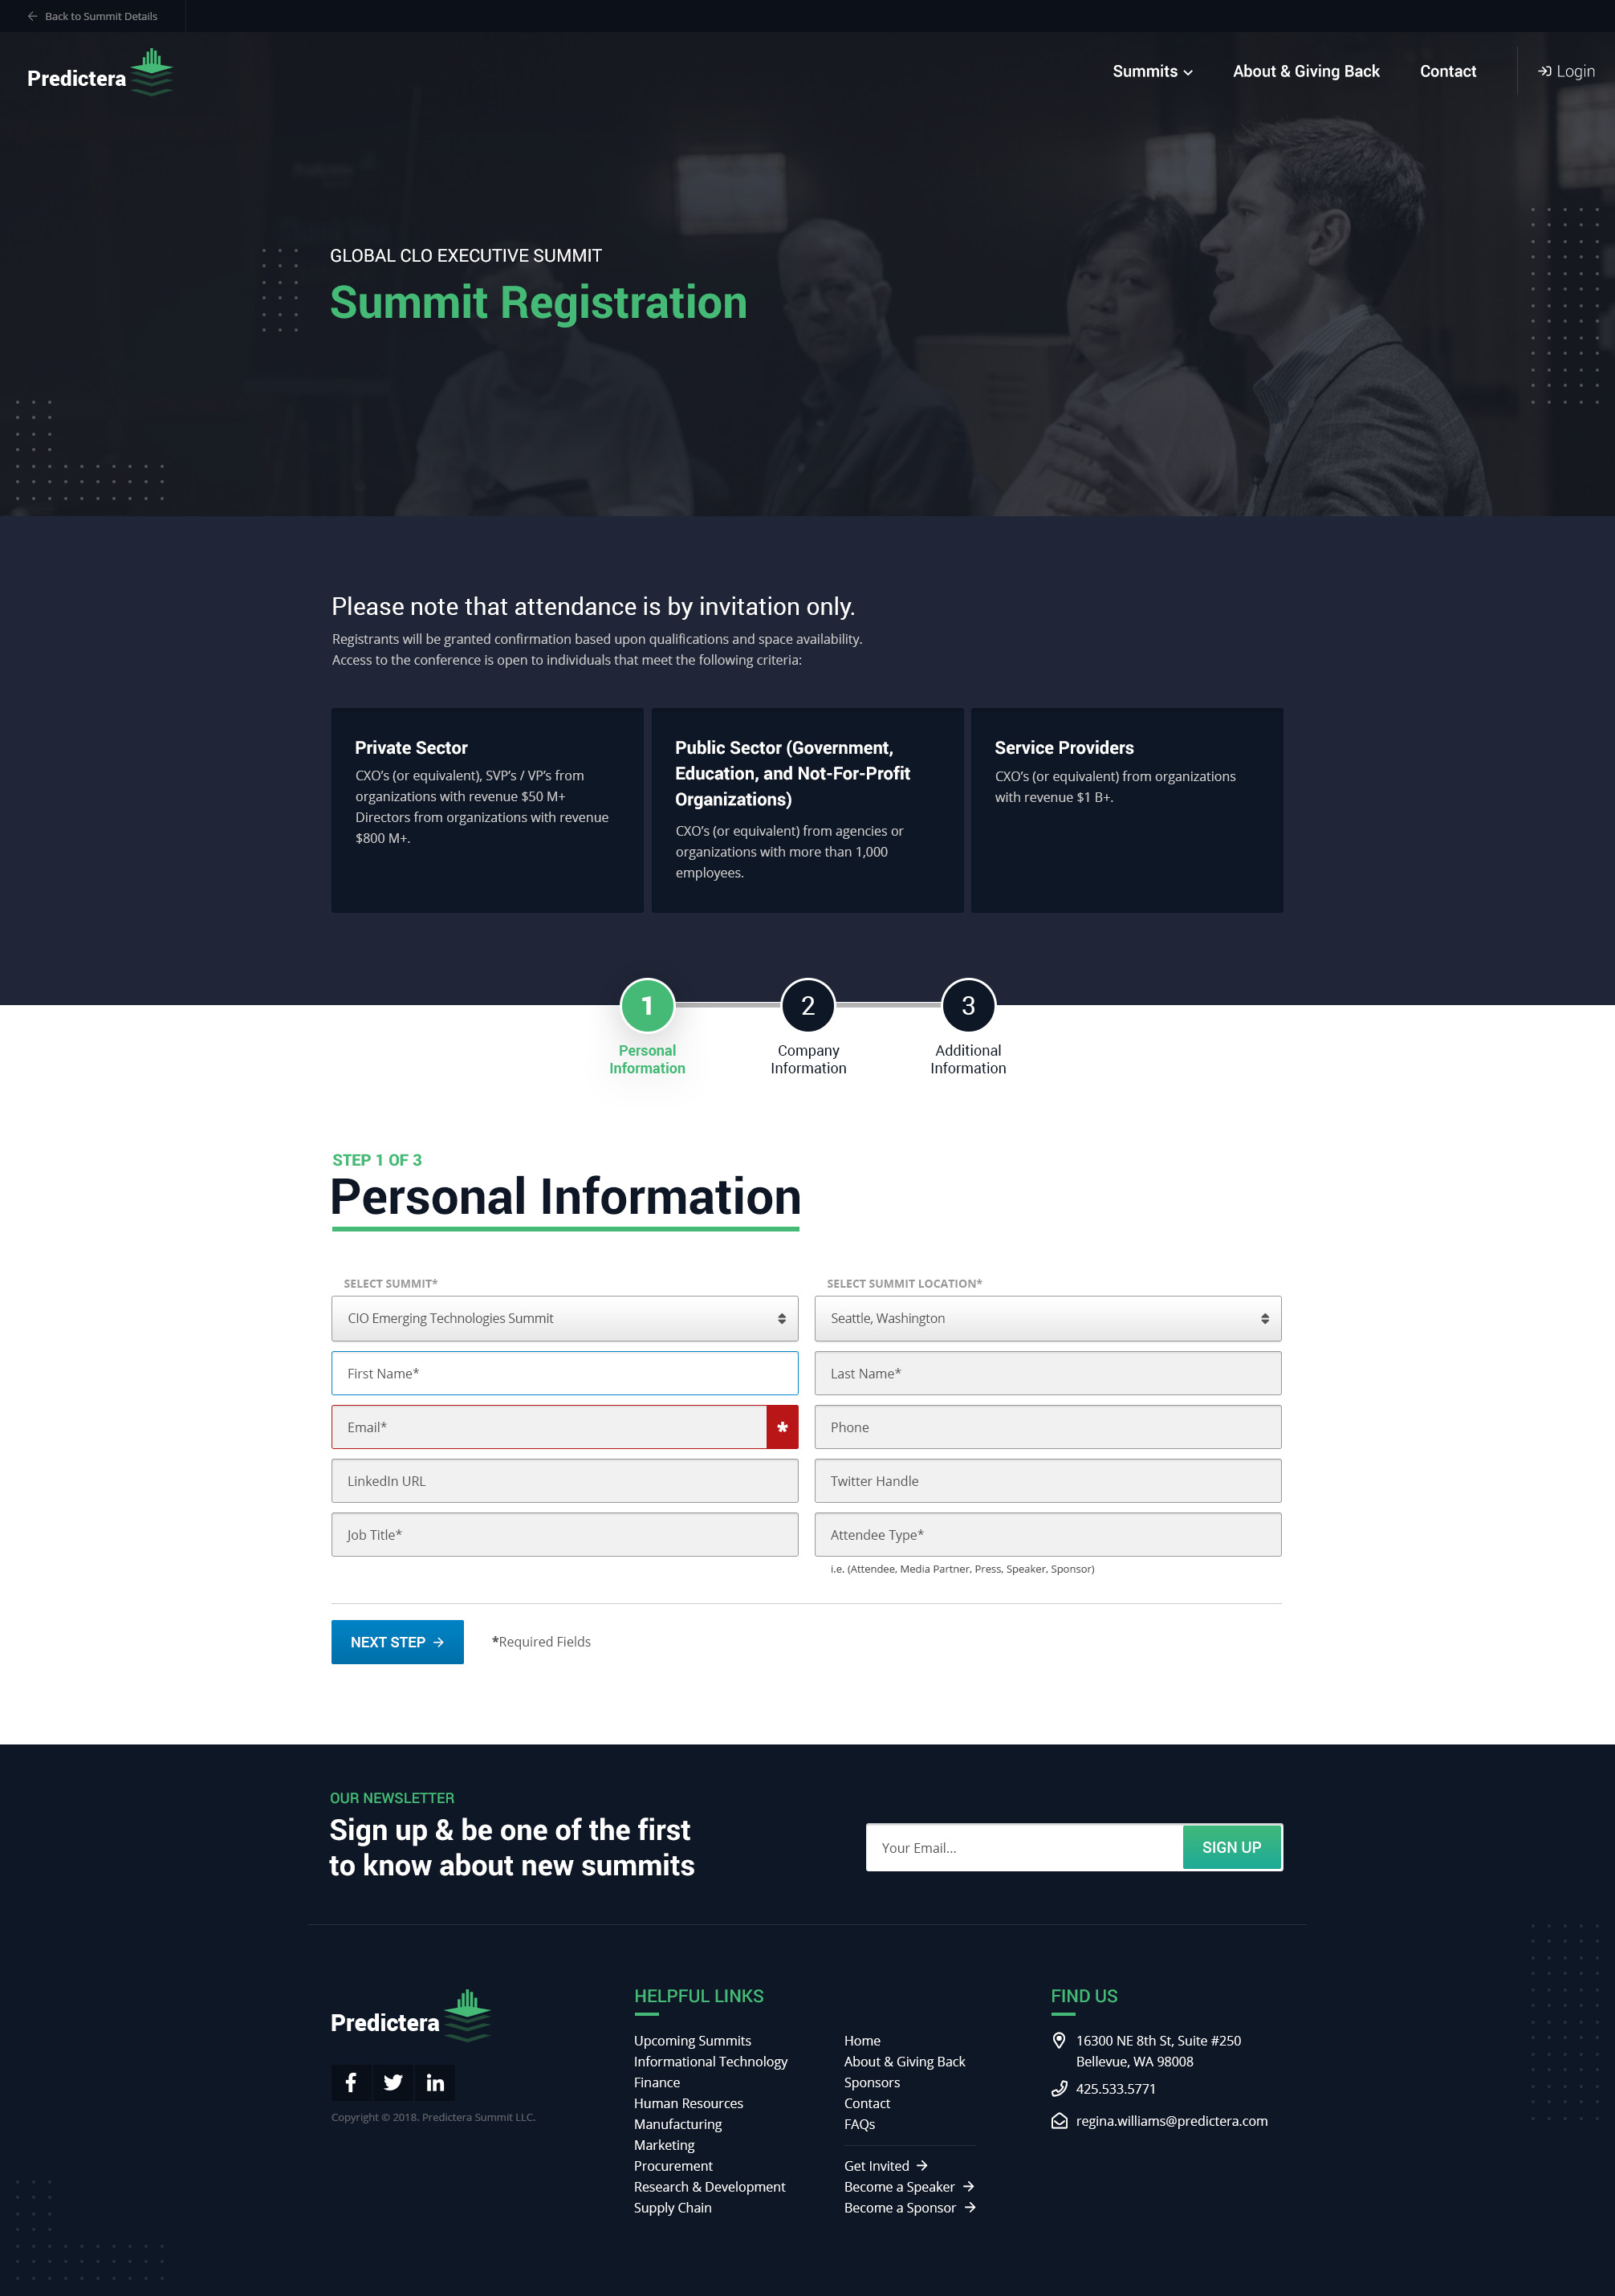 Back to Summit Details
Predictera
Summits
About & Giving Back
Contact
Login
GLOBAL CLO EXECUTIVE SUMMIT
Summit Registration
Please note that attendance is by invitation only.
Registrants will be granted confirmation based upon qualifications and space availability.
Access to the conference is open to individuals that meet the following criteria:
Private Sector
CXO’s (or equivalent), SVP’s / VP’s from
organizations with revenue $50 M+
Directors from organizations with revenue
$800 M+.
Public Sector (Government,
Education, and Not-For-Profit
Organizations)
CXO’s (or equivalent) from agencies or
organizations with more than 1,000
employees.
Service Providers
CXO’s (or equivalent) from organizations
with revenue $1 B+.
1
Personal
Information
2
Company
Information
3
Additional
Information
STEP 1 OF 3
Personal Information
SELECT SUMMIT*
CIO Emerging Technologies Summit
SELECT SUMMIT LOCATION*
Seattle, Washington
First Name*
Last Name*
Email*
*
Phone
LinkedIn URL
Twitter Handle
Job Title*
Attendee Type*
i.e. (Attendee, Media Partner, Press, Speaker, Sponsor)
NEXT STEP
*Required Fields
OUR NEWSLETTER
Sign up & be one of the first
to know about new summits
Your Email...
SIGN UP
Predictera
Copyright © 2018. Predictera Summit LLC.
HELPFUL LINKS
Upcoming Summits
Informational Technology
Finance
Human Resources
Manufacturing
Marketing
Procurement
Research & Development
Supply Chain
Home
About & Giving Back
Sponsors
Contact
FAQs
Get Invited
Become a Speaker
Become a Sponsor
FIND US
16300 NE 8th St, Suite #250
Bellevue, WA 98008
425.533.5771
regina.williams@predictera.com